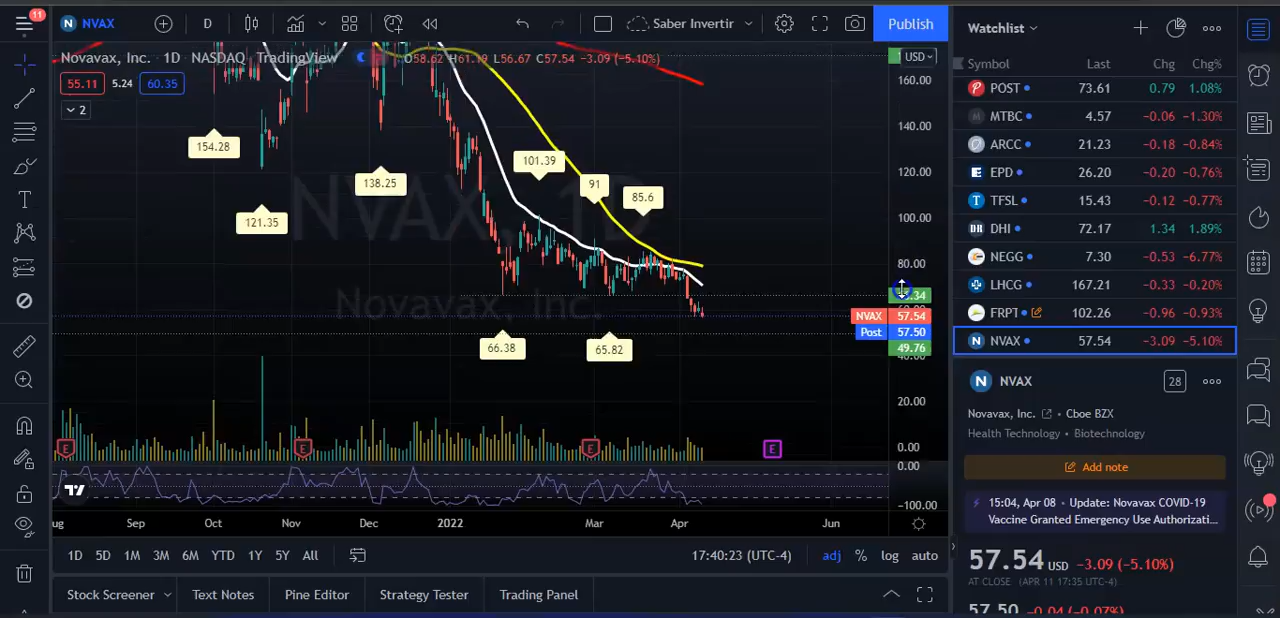 11
NVAX
D
Saber Invertir
Publish
Novavax, Inc. · 1D · NASDAQ · TradingView
O58.62 H61.19 L56.67 C57.54 -3.09 (-5.10%)
USD
55.11 5.24 60.35
2
160.00
140.00
120.00
100.00
80.00
40.00
20.00
0.00
0.00
-100.00
154.28
121.35
138.25
101.39
91
85.6
66.38
65.82
NVAX, 1D
Novavax, Inc.
NVAX 57.54
Post 57.50
49.76
E
E
E
E
Sep Oct Nov Dec 2022 Mar Apr Jun
1D 5D 1M 3M 6M YTD 1Y 5Y All
17:40:23 (UTC-4) adj % log auto
Stock Screener Text Notes Pine Editor Strategy Tester Trading Panel
Watchlist
Symbol Last Chg Chg%
POST 73.61 0.79 1.08%
MTBC 4.57 -0.06 -1.30%
ARCC 21.23 -0.18 -0.84%
EPD 26.20 -0.20 -0.76%
TFSL 15.43 -0.12 -0.77%
DHI 72.17 1.34 1.89%
NEGG 7.30 -0.53 -6.77%
LHCG 167.21 -0.33 -0.20%
FRPT 102.26 -0.96 -0.93%
NVAX 57.54 -3.09 -5.10%
N NVAX 28
Novavax, Inc. • Cboe BZX
Health Technology • Biotechnology
Add note
15:04, Apr 08 • Update: Novavax COVID-19
Vaccine Granted Emergency Use Authorizati...
57.54 USD -3.09 (-5.10%)
AT CLOSE (APR 11 17:35 UTC-4)
57.50 -0.04 (-0.07%)